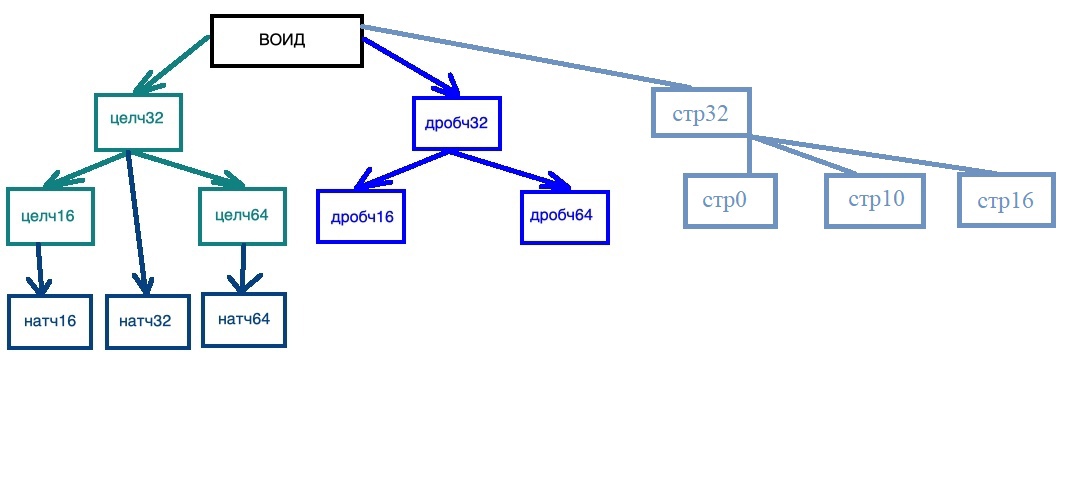 ВОИД
целч32
дробч32
стр32
целч16
целч64
дробч16
дробч64
стр0
стр10
стр16
натч16
натч32
натч64